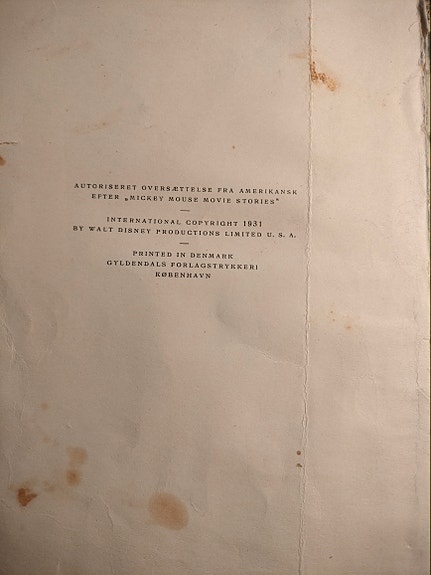 AUTORISERET OVERSÆTTELSE FRA AMERIKANSK
EFTER „MICKEY MOUSE MOVIE STORIES"
INTERNATIONAL COPYRIGHT 1931
BY WALT DISNEY PRODUCTIONS LIMITED U. S. A.
PRINTED IN DENMARK
GYLDENDALS FORLAGSTRYKKERI
KØBENHAVN